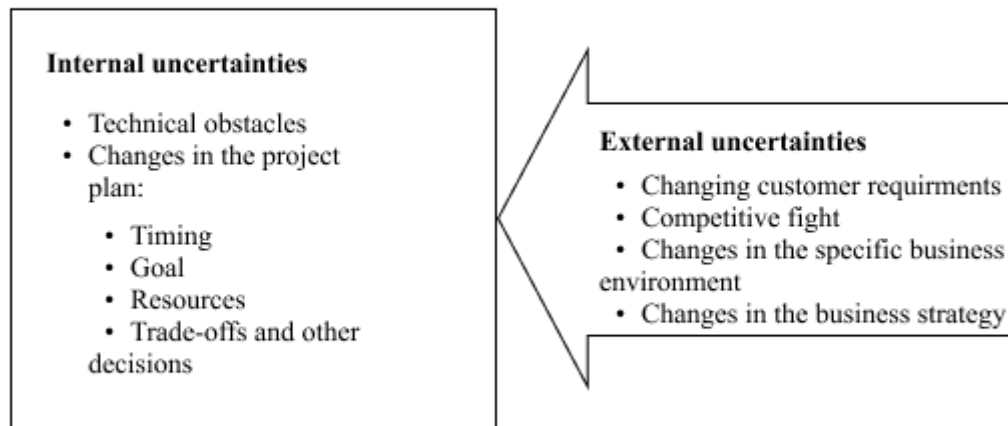 Internal uncertainties
• Technical obstacles
• Changes in the project
plan:
• Timing
• Goal
• Resources
• Trade-offs and other
decisions
External uncertainties
• Changing customer requirments
• Competitive fight
• Changes in the specific business
environment
• Changes in the business strategy